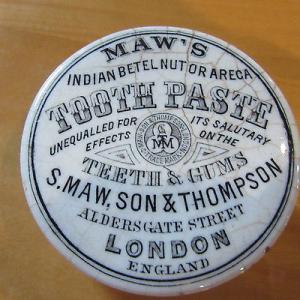 MAW'S
INDIAN BETEL NUT OR ARECA
TOOTH PASTE
UNEQUALLED FOR ITS SALUTARY
EFFECTS ON THE
TEETH & GUMS
S. MAW, SON & THOMPSON
ALDERSGATE STREET
LONDON
ENGLAND